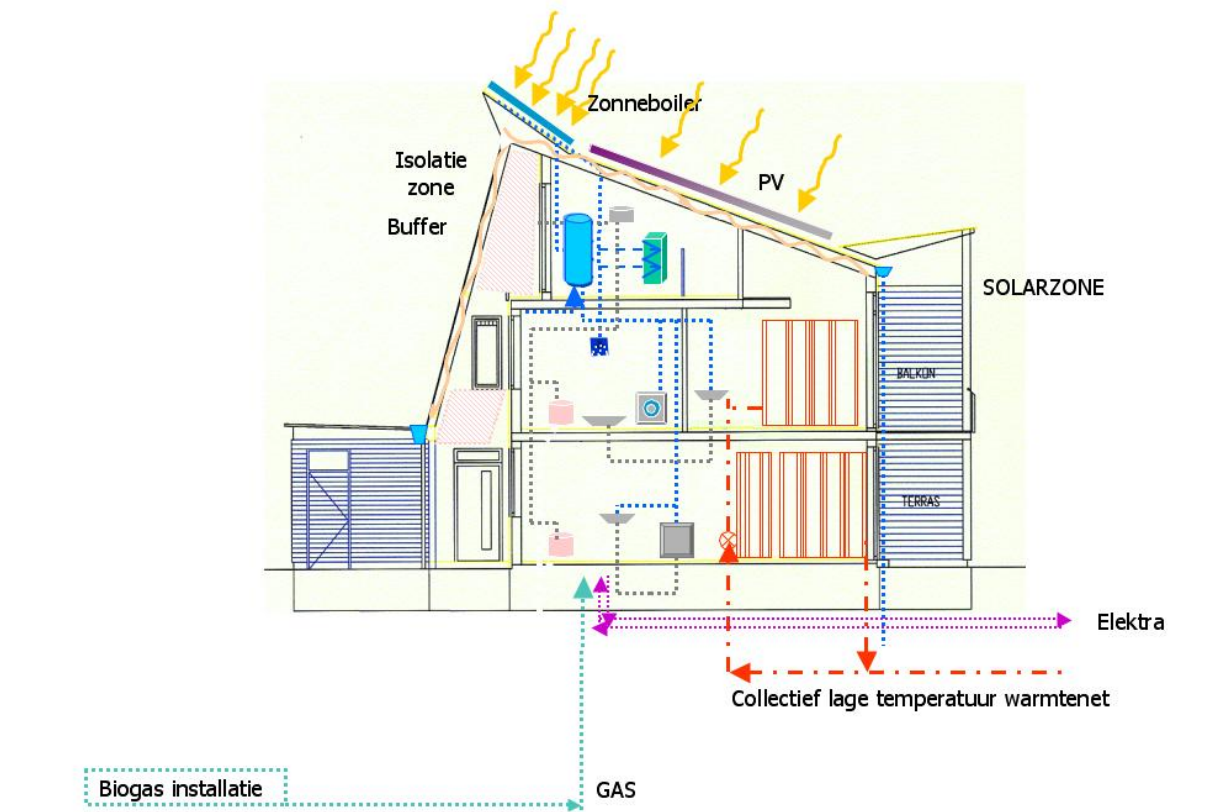 Zonneboiler
Isolatie
zone
PV
Buffer
SOLARZONE
BALKON
TERRAS
Elektra
Collectief lage temperatuur warmtenet
Biogas installatie
GAS